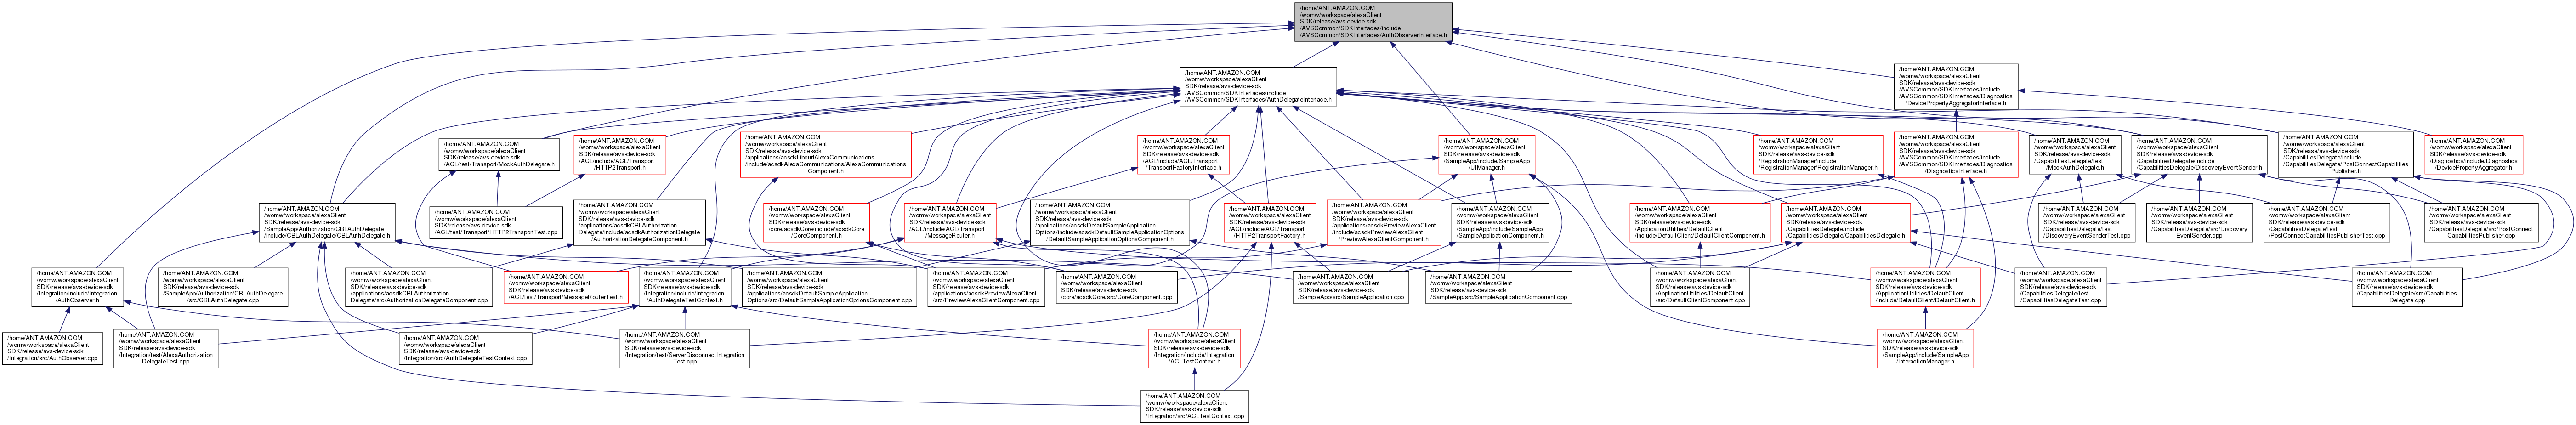 /home/ANT.AMAZON.COM
/womw/workspace/alexaClient
SDK/release/avs-device-sdk
/AVSCommon/SDKInterfaces/include
/AVSCommon/SDKInterfaces/AuthObserverInterface.h
/home/ANT.AMAZON.COM
/womw/workspace/alexaClient
SDK/release/avs-device-sdk
/AVSCommon/SDKInterfaces/include
/AVSCommon/SDKInterfaces/AuthDelegateInterface.h
/home/ANT.AMAZON.COM
/womw/workspace/alexaClient
SDK/release/avs-device-sdk
/AVSCommon/SDKInterfaces/include
/AVSCommon/SDKInterfaces/Diagnostics
/DevicePropertyAggregatorInterface.h
/home/ANT.AMAZON.COM
/womw/workspace/alexaClient
SDK/release/avs-device-sdk
/ACL/test/Transport/MockAuthDelegate.h
/home/ANT.AMAZON.COM
/womw/workspace/alexaClient
SDK/release/avs-device-sdk
/ACL/include/ACL/Transport
/HTTP2Transport.h
/home/ANT.AMAZON.COM
/womw/workspace/alexaClient
SDK/release/avs-device-sdk
/applications/acsdkLibcurlAlexaCommunications
/include/acsdkAlexaCommunications/AlexaCommunications
Component.h
/home/ANT.AMAZON.COM
/womw/workspace/alexaClient
SDK/release/avs-device-sdk
/ACL/include/ACL/Transport
/TransportFactoryInterface.h
/home/ANT.AMAZON.COM
/womw/workspace/alexaClient
SDK/release/avs-device-sdk
/SampleApp/include/SampleApp
/UIManager.h
/home/ANT.AMAZON.COM
/womw/workspace/alexaClient
SDK/release/avs-device-sdk
/RegistrationManager/include
/RegistrationManager/RegistrationManager.h
/home/ANT.AMAZON.COM
/womw/workspace/alexaClient
SDK/release/avs-device-sdk
/AVSCommon/SDKInterfaces/include
/AVSCommon/SDKInterfaces/Diagnostics
/DiagnosticsInterface.h
/home/ANT.AMAZON.COM
/womw/workspace/alexaClient
SDK/release/avs-device-sdk
/CapabilitiesDelegate/test
/MockAuthDelegate.h
/home/ANT.AMAZON.COM
/womw/workspace/alexaClient
SDK/release/avs-device-sdk
/CapabilitiesDelegate/include
/CapabilitiesDelegate/DiscoveryEventSender.h
/home/ANT.AMAZON.COM
/womw/workspace/alexaClient
SDK/release/avs-device-sdk
/CapabilitiesDelegate/include
/CapabilitiesDelegate/PostConnectCapabilities
Publisher.h
/home/ANT.AMAZON.COM
/womw/workspace/alexaClient
SDK/release/avs-device-sdk
/Diagnostics/include/Diagnostics
/DevicePropertyAggregator.h
/home/ANT.AMAZON.COM
/womw/workspace/alexaClient
SDK/release/avs-device-sdk
/SampleApp/Authorization/CBLAuthDelegate
/include/CBLAuthDelegate/CBLAuthDelegate.h
/home/ANT.AMAZON.COM
/womw/workspace/alexaClient
SDK/release/avs-device-sdk
/ACL/test/Transport/HTTP2TransportTest.cpp
/home/ANT.AMAZON.COM
/womw/workspace/alexaClient
SDK/release/avs-device-sdk
/applications/acsdkCBLAuthorization
Delegate/include/acsdkAuthorizationDelegate
/AuthorizationDelegateComponent.h
/home/ANT.AMAZON.COM
/womw/workspace/alexaClient
SDK/release/avs-device-sdk
/core/acsdkCore/include/acsdkCore
/CoreComponent.h
/home/ANT.AMAZON.COM
/womw/workspace/alexaClient
SDK/release/avs-device-sdk
/ACL/include/ACL/Transport
/MessageRouter.h
/home/ANT.AMAZON.COM
/womw/workspace/alexaClient
SDK/release/avs-device-sdk
/applications/acsdkDefaultSampleApplication
Options/include/acsdkDefaultSampleApplicationOptions
/DefaultSampleApplicationOptionsComponent.h
/home/ANT.AMAZON.COM
/womw/workspace/alexaClient
SDK/release/avs-device-sdk
/ACL/include/ACL/Transport
/HTTP2TransportFactory.h
/home/ANT.AMAZON.COM
/womw/workspace/alexaClient
SDK/release/avs-device-sdk
/applications/acsdkPreviewAlexaClient
/include/acsdkPreviewAlexaClient
/PreviewAlexaClientComponent.h
/home/ANT.AMAZON.COM
/womw/workspace/alexaClient
SDK/release/avs-device-sdk
/SampleApp/include/SampleApp
/SampleApplicationComponent.h
/home/ANT.AMAZON.COM
/womw/workspace/alexaClient
SDK/release/avs-device-sdk
/ApplicationUtilities/DefaultClient
/include/DefaultClient/DefaultClientComponent.h
/home/ANT.AMAZON.COM
/womw/workspace/alexaClient
SDK/release/avs-device-sdk
/CapabilitiesDelegate/include
/CapabilitiesDelegate/CapabilitiesDelegate.h
/home/ANT.AMAZON.COM
/womw/workspace/alexaClient
SDK/release/avs-device-sdk
/CapabilitiesDelegate/test
/DiscoveryEventSenderTest.cpp
/home/ANT.AMAZON.COM
/womw/workspace/alexaClient
SDK/release/avs-device-sdk
/CapabilitiesDelegate/src/Discovery
EventSender.cpp
/home/ANT.AMAZON.COM
/womw/workspace/alexaClient
SDK/release/avs-device-sdk
/CapabilitiesDelegate/test
/PostConnectCapabilitiesPublisherTest.cpp
/home/ANT.AMAZON.COM
/womw/workspace/alexaClient
SDK/release/avs-device-sdk
/CapabilitiesDelegate/src/PostConnect
CapabilitiesPublisher.cpp
/home/ANT.AMAZON.COM
/womw/workspace/alexaClient
SDK/release/avs-device-sdk
/Integration/include/Integration
/AuthObserver.h
/home/ANT.AMAZON.COM
/womw/workspace/alexaClient
SDK/release/avs-device-sdk
/SampleApp/Authorization/CBLAuthDelegate
/src/CBLAuthDelegate.cpp
/home/ANT.AMAZON.COM
/womw/workspace/alexaClient
SDK/release/avs-device-sdk
/applications/acsdkCBLAuthorization
Delegate/src/AuthorizationDelegateComponent.cpp
/home/ANT.AMAZON.COM
/womw/workspace/alexaClient
SDK/release/avs-device-sdk
/ACL/test/Transport/MessageRouterTest.h
/home/ANT.AMAZON.COM
/womw/workspace/alexaClient
SDK/release/avs-device-sdk
/Integration/include/Integration
/AuthDelegateTestContext.h
/home/ANT.AMAZON.COM
/womw/workspace/alexaClient
SDK/release/avs-device-sdk
/applications/acsdkDefaultSampleApplication
Options/src/DefaultSampleApplicationOptionsComponent.cpp
/home/ANT.AMAZON.COM
/womw/workspace/alexaClient
SDK/release/avs-device-sdk
/applications/acsdkPreviewAlexaClient
/src/PreviewAlexaClientComponent.cpp
/home/ANT.AMAZON.COM
/womw/workspace/alexaClient
SDK/release/avs-device-sdk
/core/acsdkCore/src/CoreComponent.cpp
/home/ANT.AMAZON.COM
/womw/workspace/alexaClient
SDK/release/avs-device-sdk
/SampleApp/src/SampleApplication.cpp
/home/ANT.AMAZON.COM
/womw/workspace/alexaClient
SDK/release/avs-device-sdk
/SampleApp/src/SampleApplicationComponent.cpp
/home/ANT.AMAZON.COM
/womw/workspace/alexaClient
SDK/release/avs-device-sdk
/ApplicationUtilities/DefaultClient
/src/DefaultClientComponent.cpp
/home/ANT.AMAZON.COM
/womw/workspace/alexaClient
SDK/release/avs-device-sdk
/ApplicationUtilities/DefaultClient
/include/DefaultClient/DefaultClient.h
/home/ANT.AMAZON.COM
/womw/workspace/alexaClient
SDK/release/avs-device-sdk
/CapabilitiesDelegate/test
/CapabilitiesDelegateTest.cpp
/home/ANT.AMAZON.COM
/womw/workspace/alexaClient
SDK/release/avs-device-sdk
/CapabilitiesDelegate/src/Capabilities
Delegate.cpp
/home/ANT.AMAZON.COM
/womw/workspace/alexaClient
SDK/release/avs-device-sdk
/Integration/src/AuthObserver.cpp
/home/ANT.AMAZON.COM
/womw/workspace/alexaClient
SDK/release/avs-device-sdk
/Integration/test/AlexaAuthorization
DelegateTest.cpp
/home/ANT.AMAZON.COM
/womw/workspace/alexaClient
SDK/release/avs-device-sdk
/Integration/src/AuthDelegateTestContext.cpp
/home/ANT.AMAZON.COM
/womw/workspace/alexaClient
SDK/release/avs-device-sdk
/Integration/test/ServerDisconnectIntegration
Test.cpp
/home/ANT.AMAZON.COM
/womw/workspace/alexaClient
SDK/release/avs-device-sdk
/Integration/include/Integration
/ACLTestContext.h
/home/ANT.AMAZON.COM
/womw/workspace/alexaClient
SDK/release/avs-device-sdk
/SampleApp/include/SampleApp
/InteractionManager.h
/home/ANT.AMAZON.COM
/womw/workspace/alexaClient
SDK/release/avs-device-sdk
/Integration/src/ACLTestContext.cpp